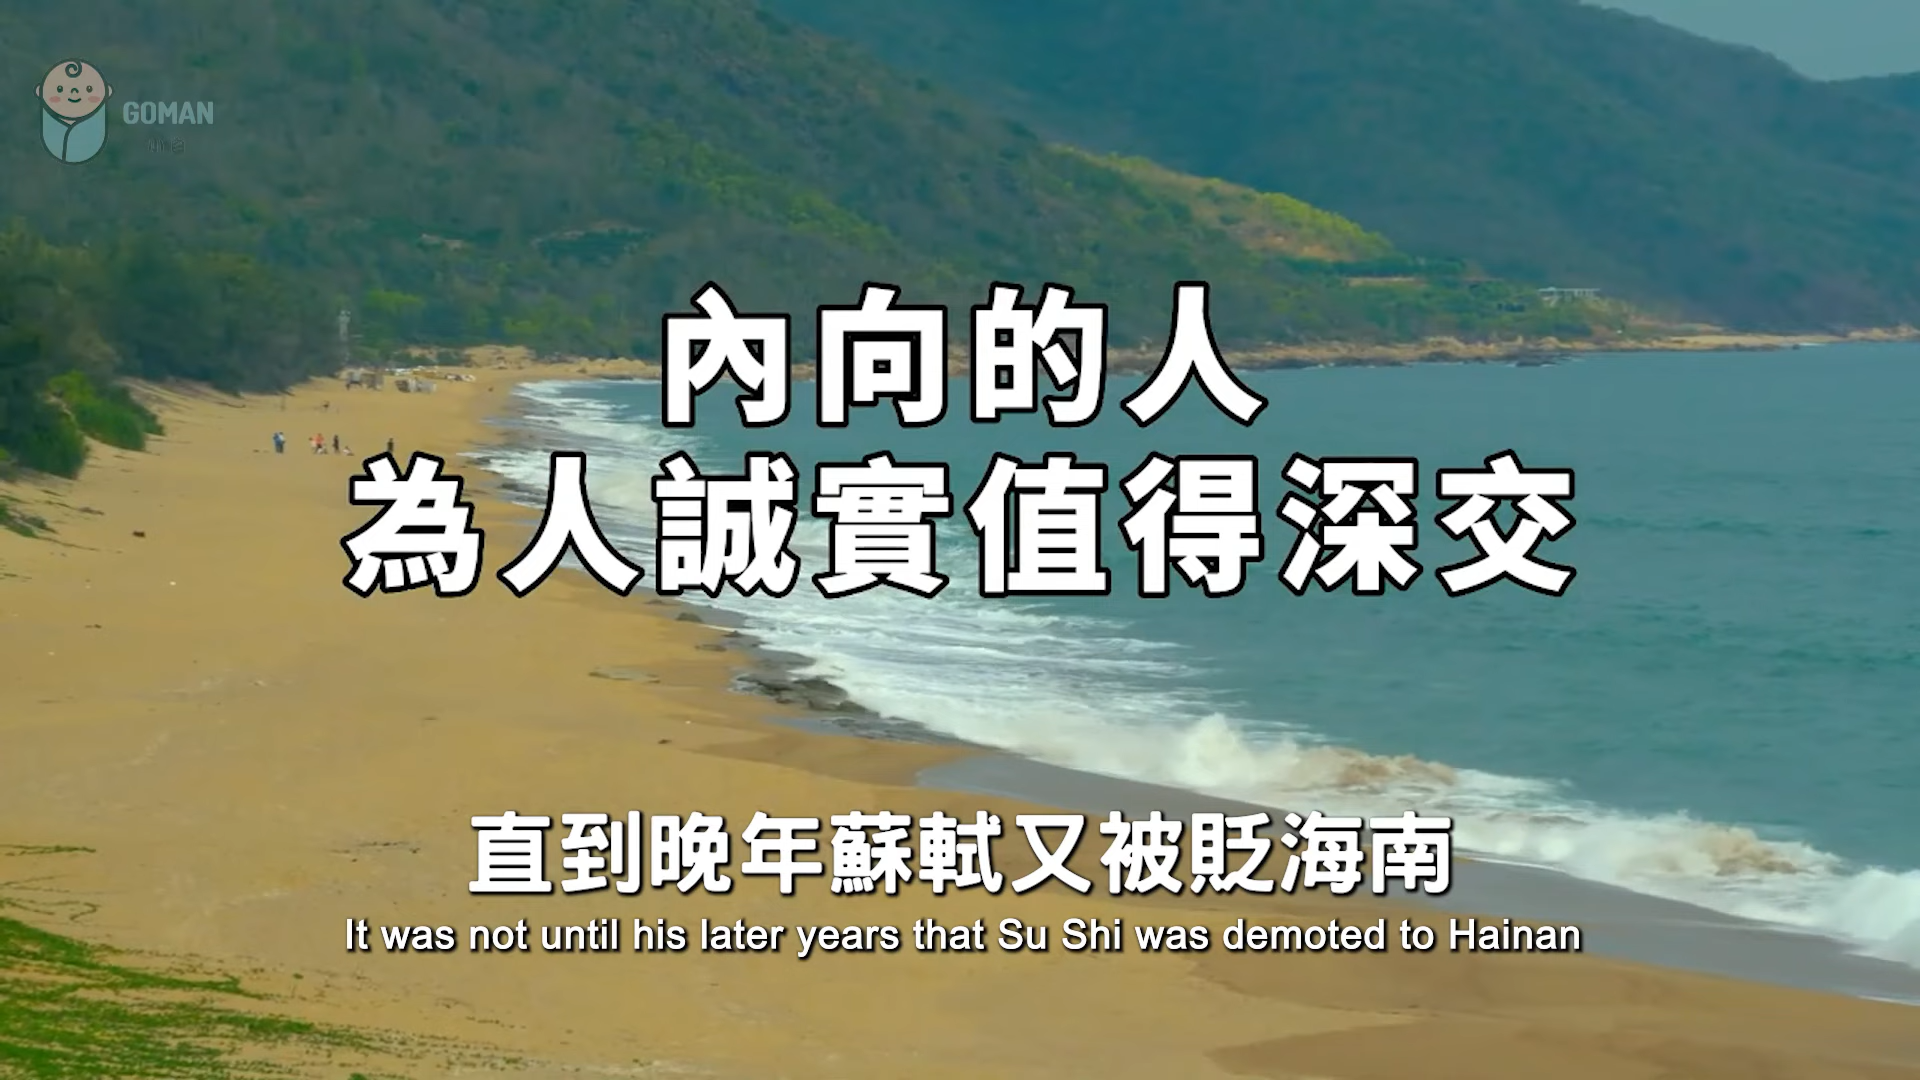 GOMAN
內向的人
為人誠實值得深交
直到晚年蘇軾又被貶海南
It was not until his later years that Su Shi was demoted to Hainan